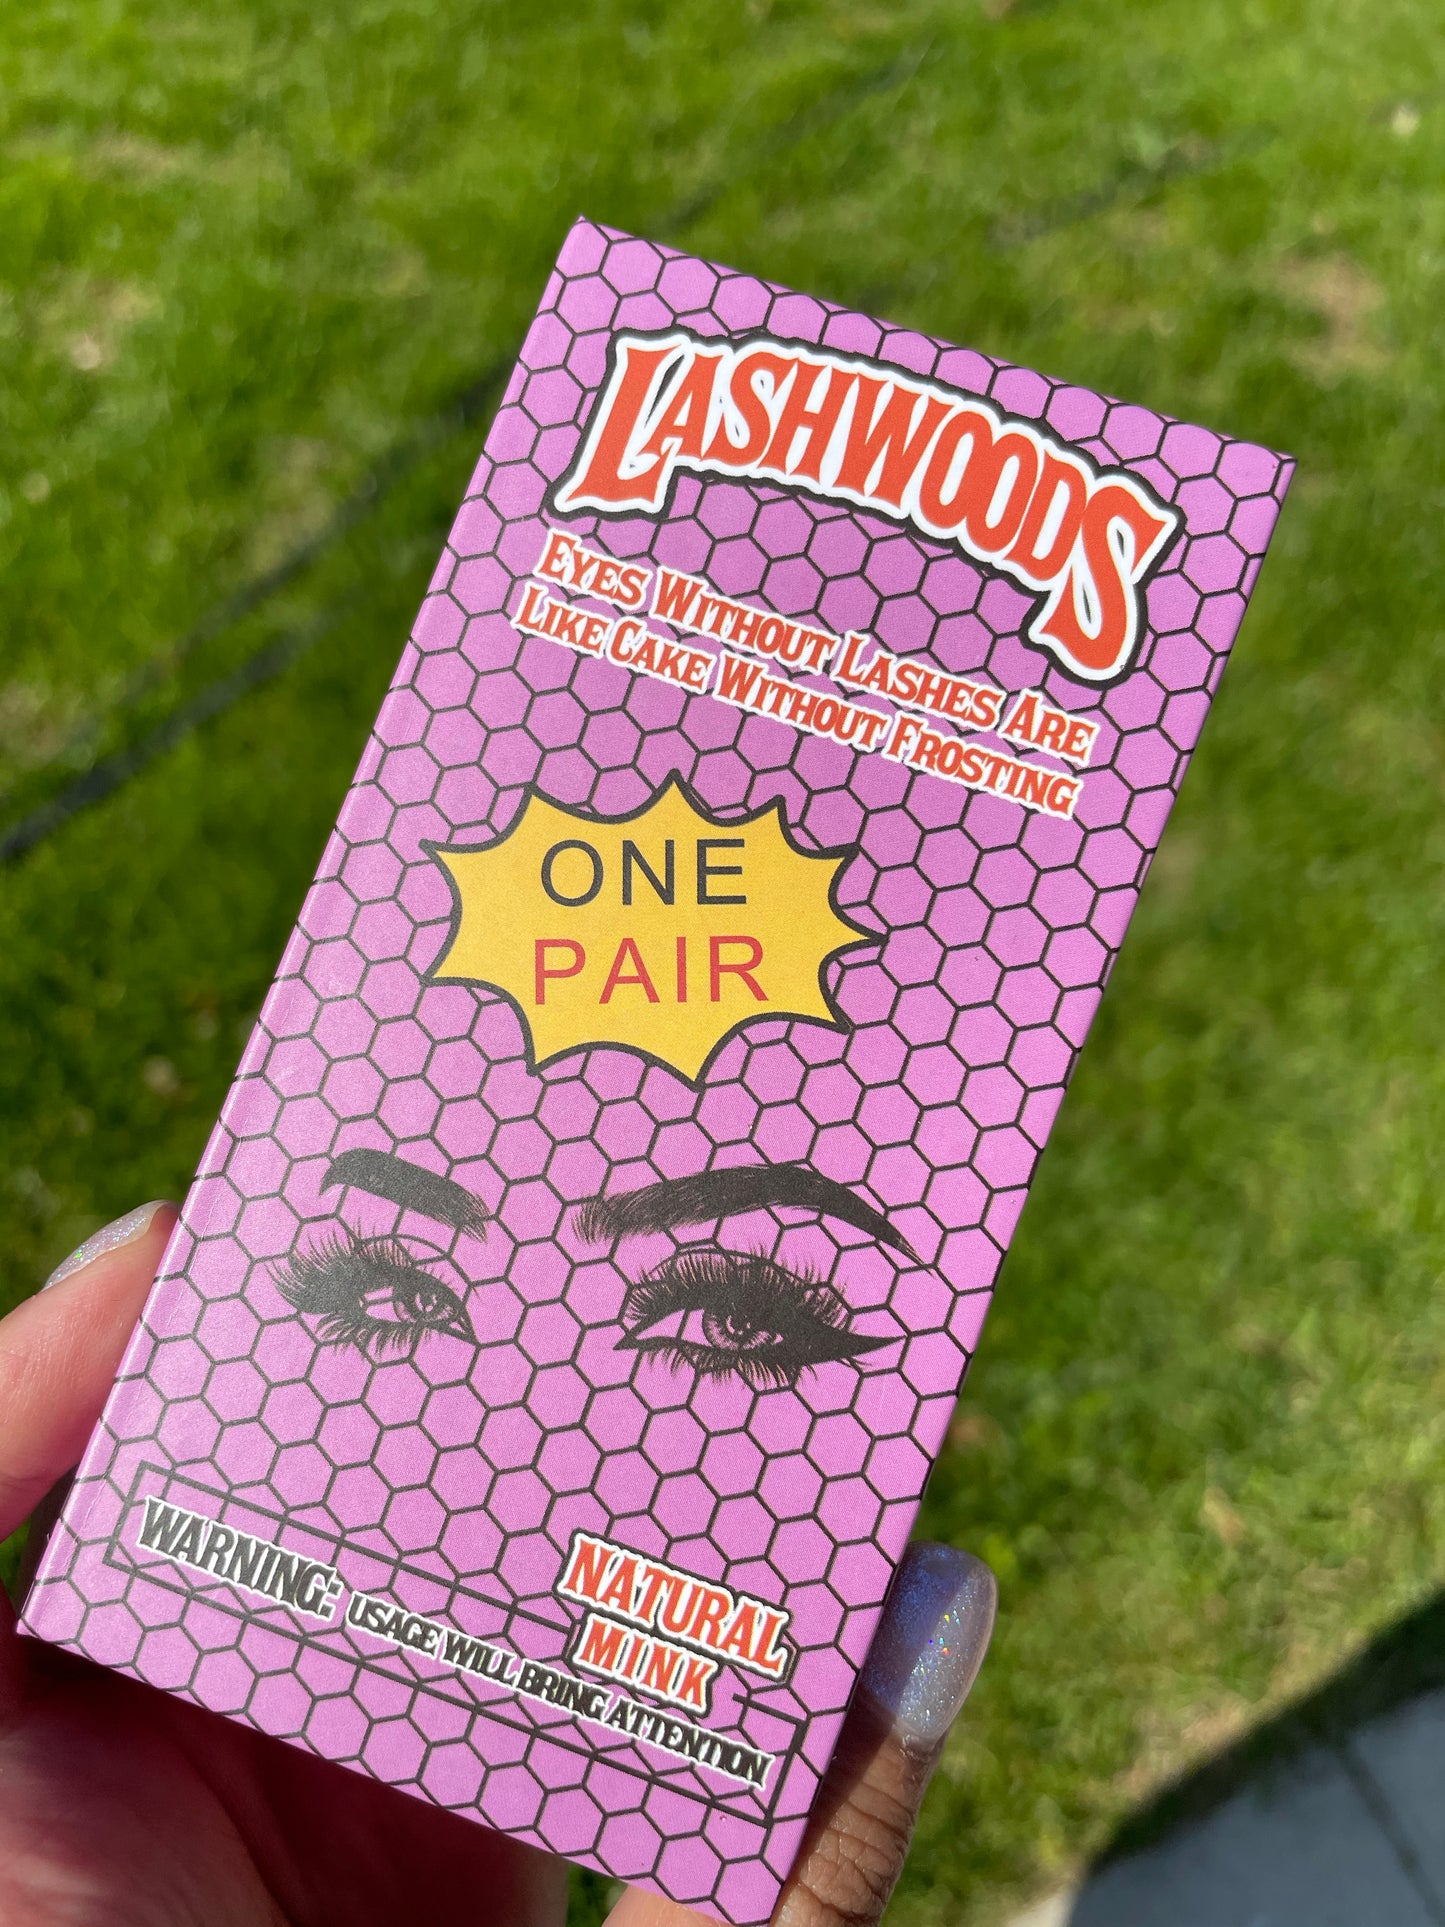 LASHWOODS
EYES WITHOUT LASHES ARE
LIKE CAKE WITHOUT FROSTING
ONE
PAIR
NATURAL
MINK
WARNING: USAGE WILL BRING ATTENTION